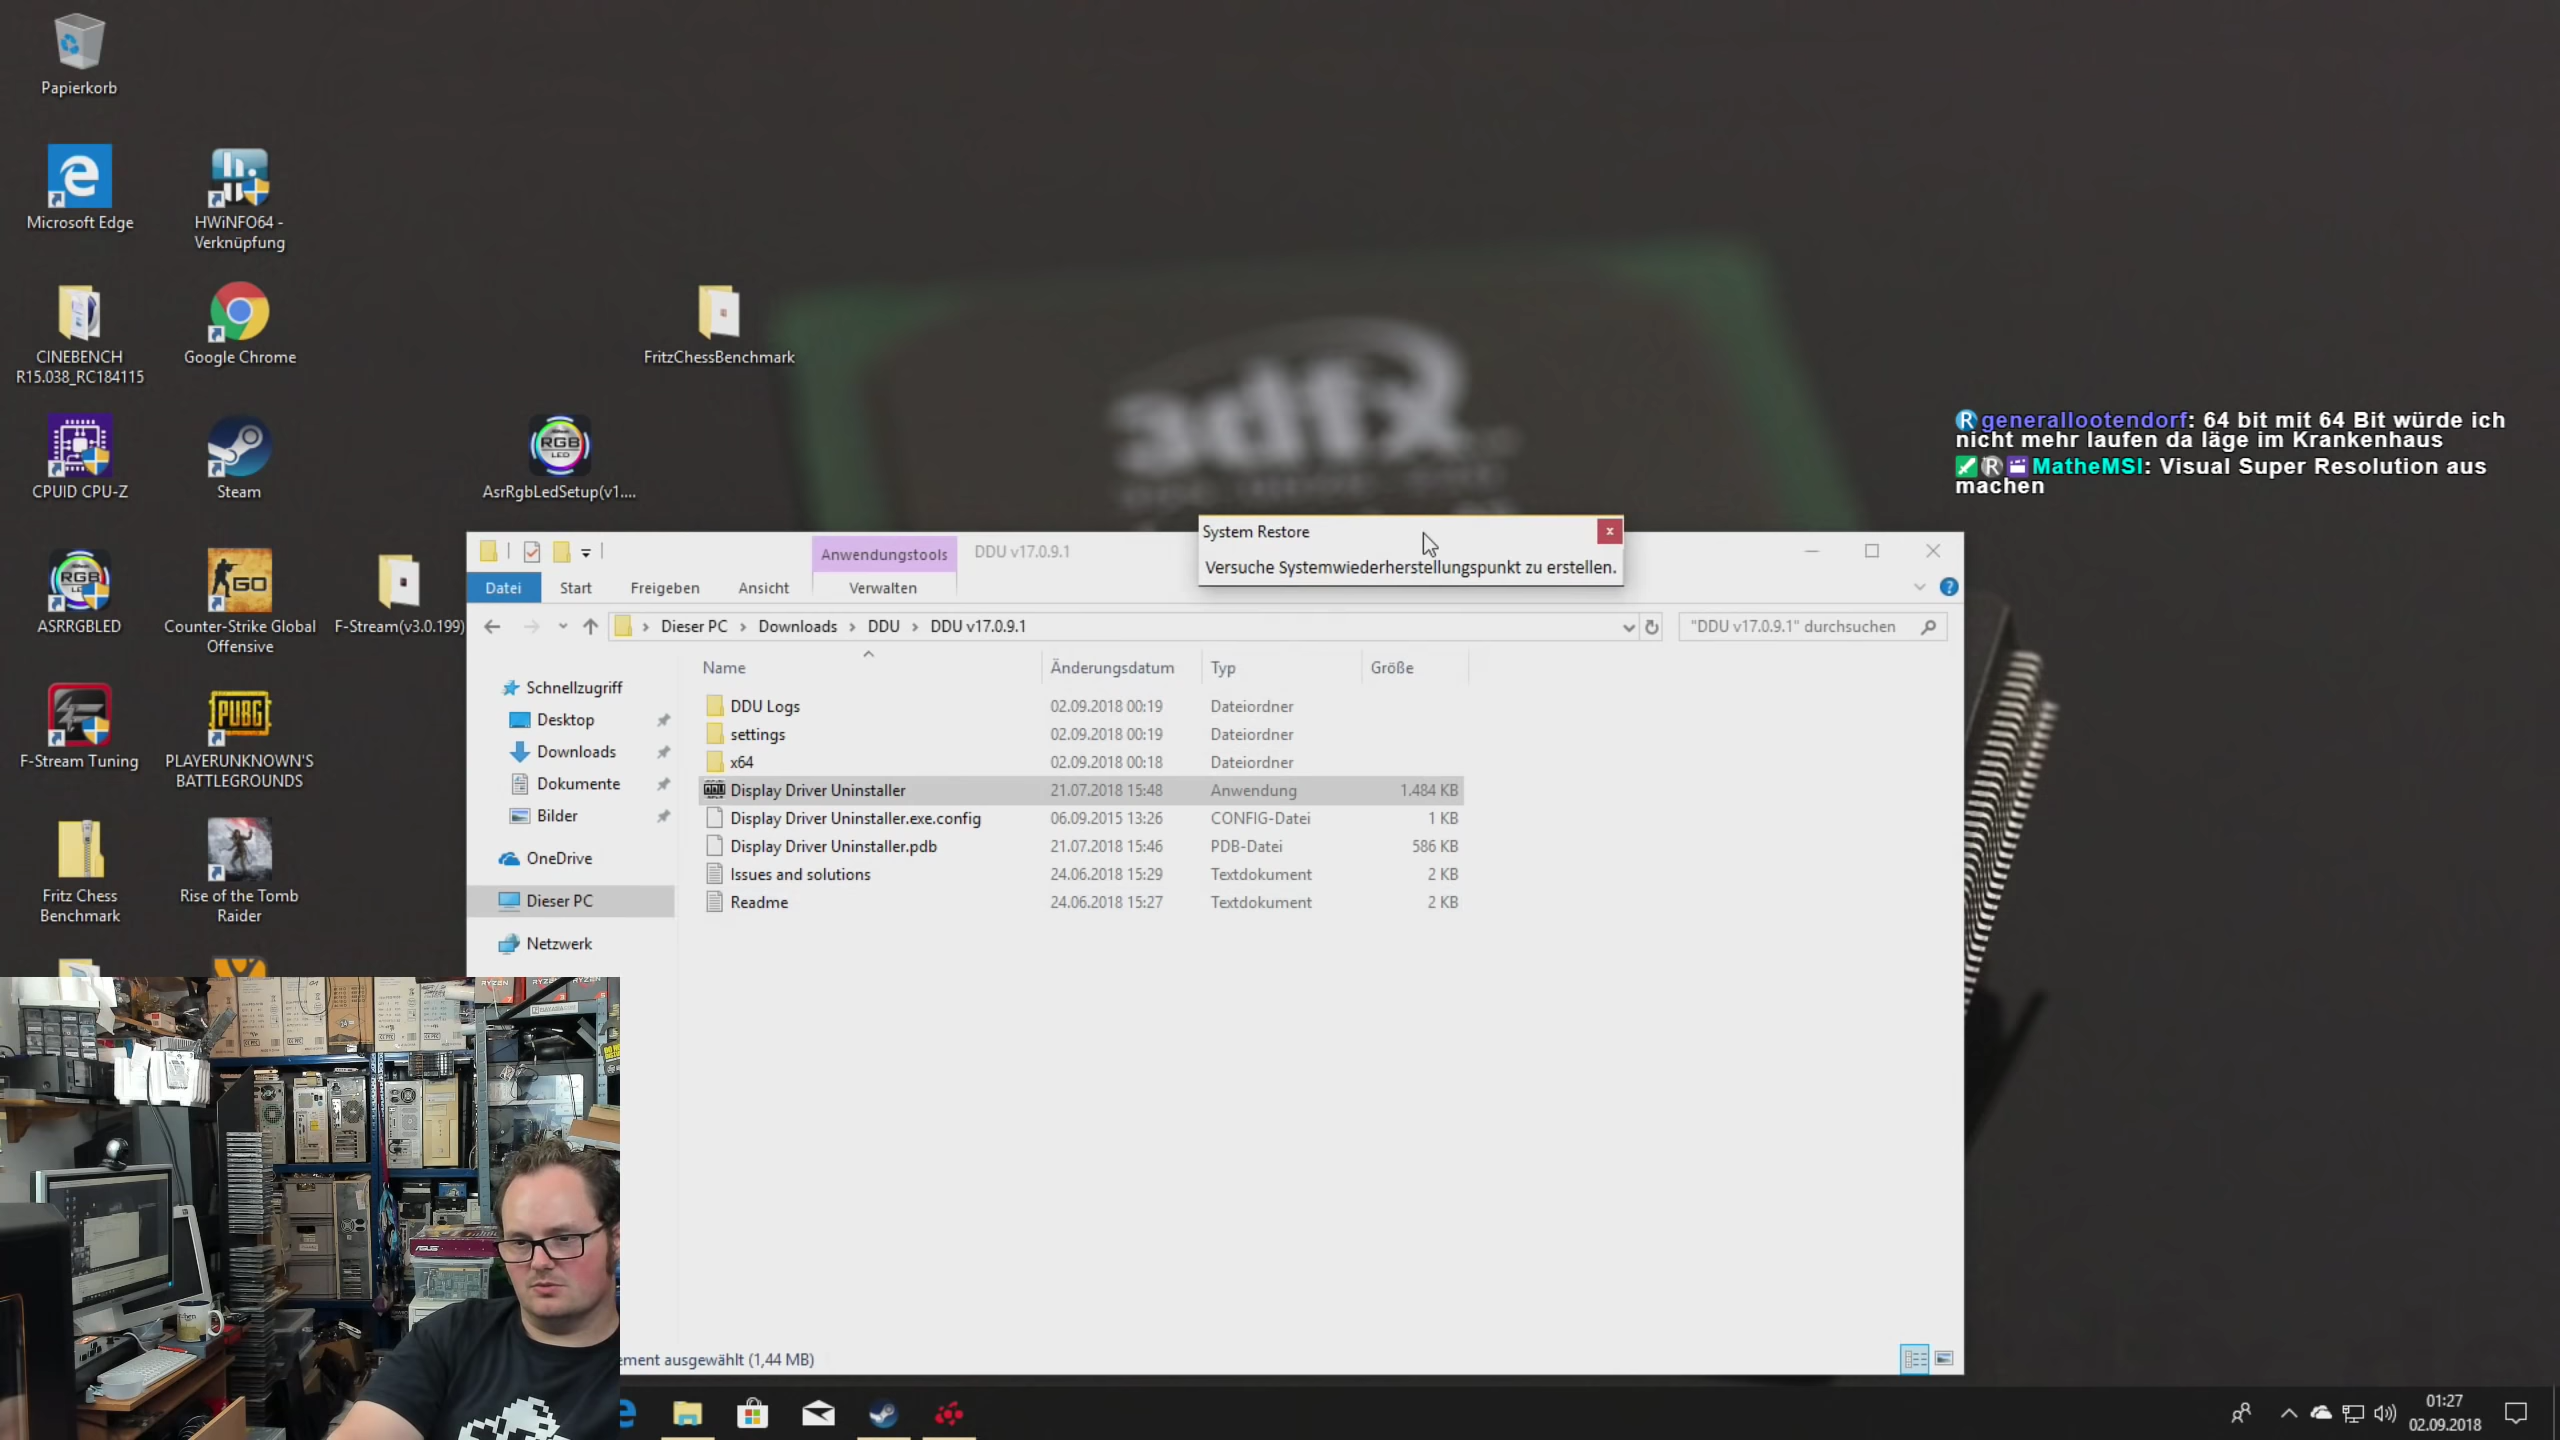 Papierkorb
Microsoft Edge
HWiNFO64 -
Verknüpfung
CINEBENCH
R15.038_RC184115
Google Chrome
FritzChessBenchmark
CPUID CPU-Z
Steam
RGB
LED
AsrRgbLedSetup(v1....
3dfx
RGB
ASRRGBLED
GO
Counter-Strike Global
Offensive
F-Stream(v3.0.199)
F-Stream Tuning
PUBG
PLAYERUNKNOWN'S
BATTLEGROUNDS
Fritz Chess
Benchmark
Rise of the Tomb
Raider
generallootendorf: 64 bit mit 64 Bit würde ich
nicht mehr laufen da läge im Krankenhaus
MatheMSI: Visual Super Resolution aus
machen
System Restore
Versuche Systemwiederherstellungspunkt zu erstellen.
Anwendungstools
DDU v17.0.9.1
Datei
Start
Freigeben
Ansicht
Verwalten
Dieser PC
Downloads
DDU
DDU v17.0.9.1
"DDU v17.0.9.1" durchsuchen
Name
Änderungsdatum
Typ
Größe
Schnellzugriff
Desktop
Downloads
Dokumente
Bilder
OneDrive
Dieser PC
Netzwerk
DDU Logs 02.09.2018 00:19 Dateiordner
settings 02.09.2018 00:19 Dateiordner
x64 02.09.2018 00:18 Dateiordner
Display Driver Uninstaller 21.07.2018 15:48 Anwendung 1.484 KB
Display Driver Uninstaller.exe.config 06.09.2015 13:26 CONFIG-Datei 1 KB
Display Driver Uninstaller.pdb 21.07.2018 15:46 PDB-Datei 586 KB
Issues and solutions 24.06.2018 15:29 Textdokument 2 KB
Readme 24.06.2018 15:27 Textdokument 2 KB
ement ausgewählt (1,44 MB)
RYZEN
RYZEN
ASUS
01:27
02.09.2018